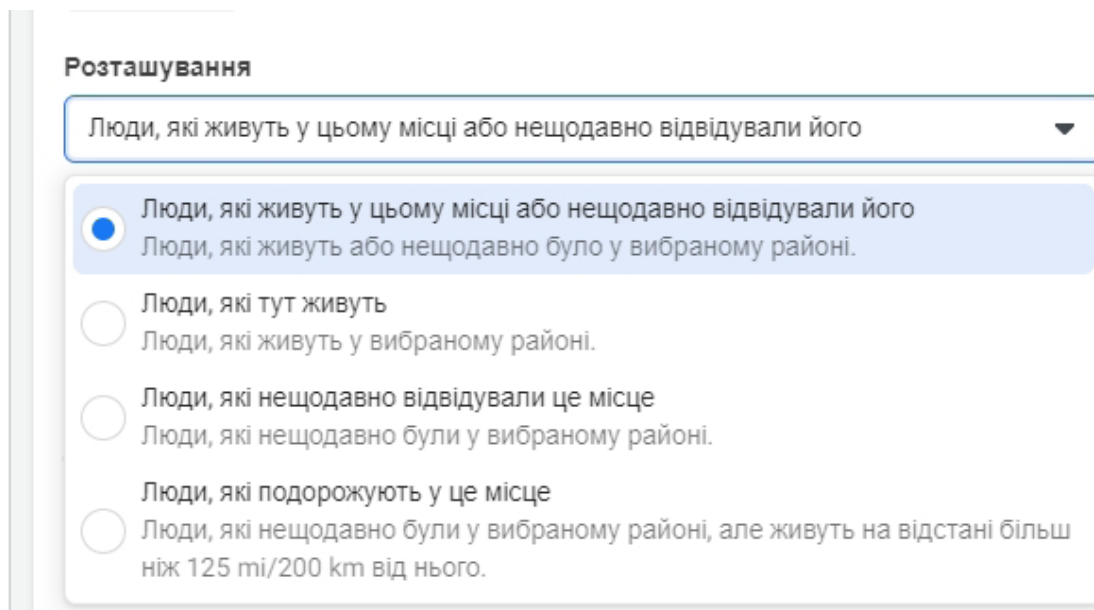 Розташування
Люди, які живуть у цьому місці або нещодавно відвідували його
Люди, які живуть у цьому місці або нещодавно відвідували його
Люди, які живуть або нещодавно було у вибраному районі.
Люди, які тут живуть
Люди, які живуть у вибраному районі.
Люди, які нещодавно відвідували це місце
Люди, які нещодавно були у вибраному районі.
Люди, які подорожують у це місце
Люди, які нещодавно були у вибраному районі, але живуть на відстані більш
ніж 125 mi/200 km від нього.